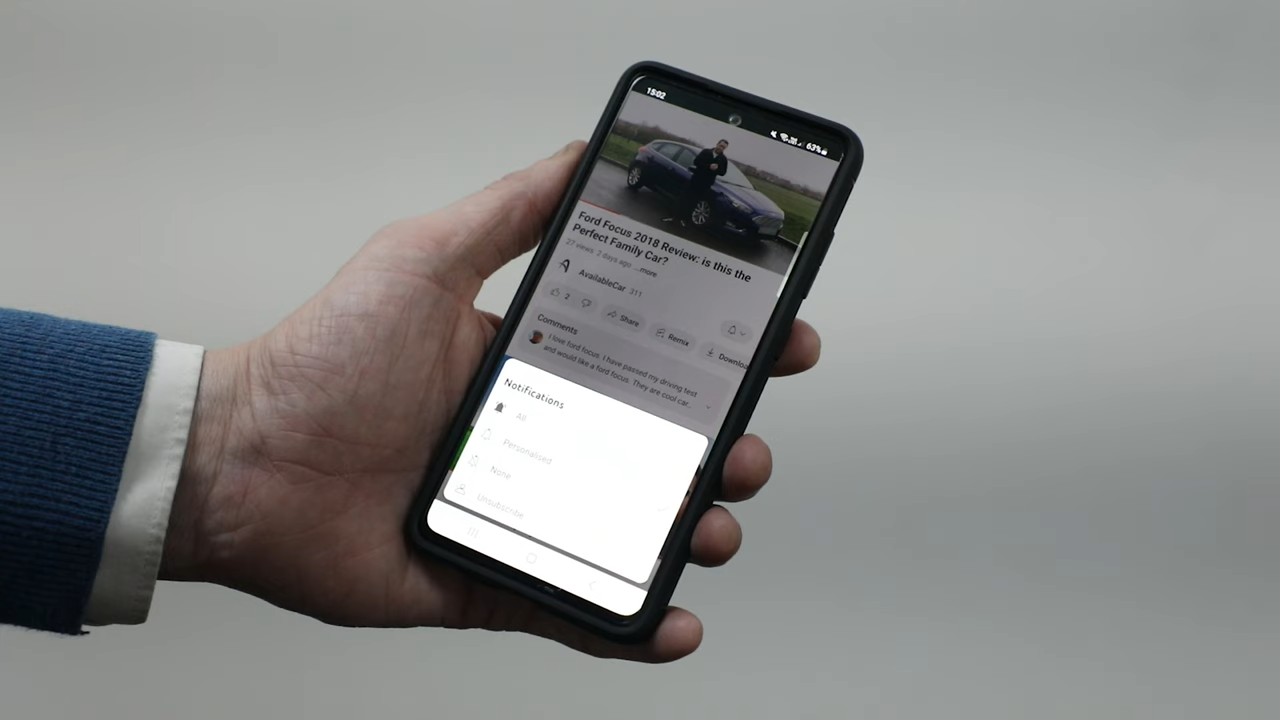 15:02
63%
Ford Focus 2018 Review: is this the
Perfect Family Car?
27 views 2 days ago ...more
AvailableCar 311
2
Share
Remix
Downloa
Comments
I love ford focus. I have passed my driving test
and would like a ford focus. They are cool car...
Notifications
All
Personalised
None
Unsubscribe